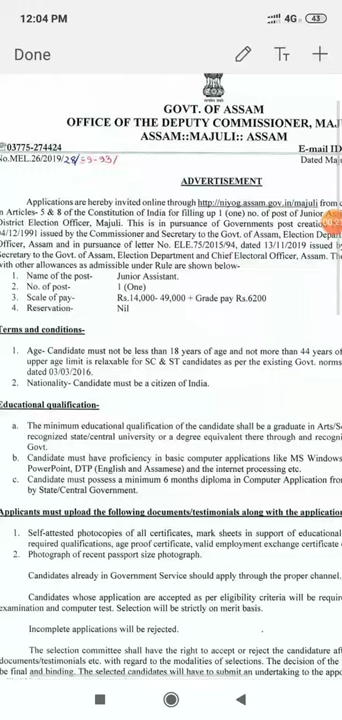 12:04 PM 4G 43
Done Tт +
GOVT. OF ASSAM
OFFICE OF THE DEPUTY COMMISSIONER, MAJ
ASSAM::MAJULI:: ASSAM
03775-274424 E-mail ID
No.MEL.26/2019/ Dated Maj
ADVERTISEMENT
Applications are hereby invited online through http://niyog.assam.gov.in/majuli from
n Articles- 5 & 8 of the Constitution of India for filling up 1 (one) no. of post of Junior
District Election Officer, Majuli. This is in pursuance of Governments post creatio
04/12/1991 issued by the Commissioner and Secretary to the Govt. of Assam, Election Depart
Officer, Assam and in pursuance of letter No. ELE.75/2015/94, dated 13/11/2019 issued by
Secretary to the Govt. of Assam, Election Department and Chief Electoral Officer, Assam. The
with other allowances as admissible under Rule are shown below-
1. Name of the post- Junior Assistant.
2. No. of post- 1 (One)
3. Scale of pay- Rs.14,000- 49,000 + Grade pay Rs.6200
4. Reservation- Nil
Terms and conditions-
1. Age- Candidate must not be less than 18 years of age and not more than 44 years of
upper age limit is relaxable for SC & ST candidates as per the existing Govt. norms
dated 03/03/2016.
2. Nationality- Candidate must be a citizen of India.
Educational qualification-
a. The minimum educational qualification of the candidate shall be a graduate in Arts/S
recognized state/central university or a degree equivalent there through and recogni
Govt.
b. Candidate must have proficiency in basic computer applications like MS Windows
PowerPoint, DTP (English and Assamese) and the internet processing etc.
c. Candidate must possess a minimum 6 months diploma in Computer Application fro
by State/Central Government.
Applicants must upload the following documents/testimonials along with the application
1. Self-attested photocopies of all certificates, mark sheets in support of educational
required qualifications, age proof certificate, valid employment exchange certificate
2. Photograph of recent passport size photograph.
Candidates already in Government Service should apply through the proper channel.
Candidates whose application are accepted as per eligibility criteria will be requir
examination and computer test. Selection will be strictly on merit basis.
Incomplete applications will be rejected.
The selection committee shall have the right to accept or reject the candidature aft
documents/testimonials etc. with regard to the modalities of selections. The decision of the
be final and binding. The selected candidates will have to submit an undertaking to the appo